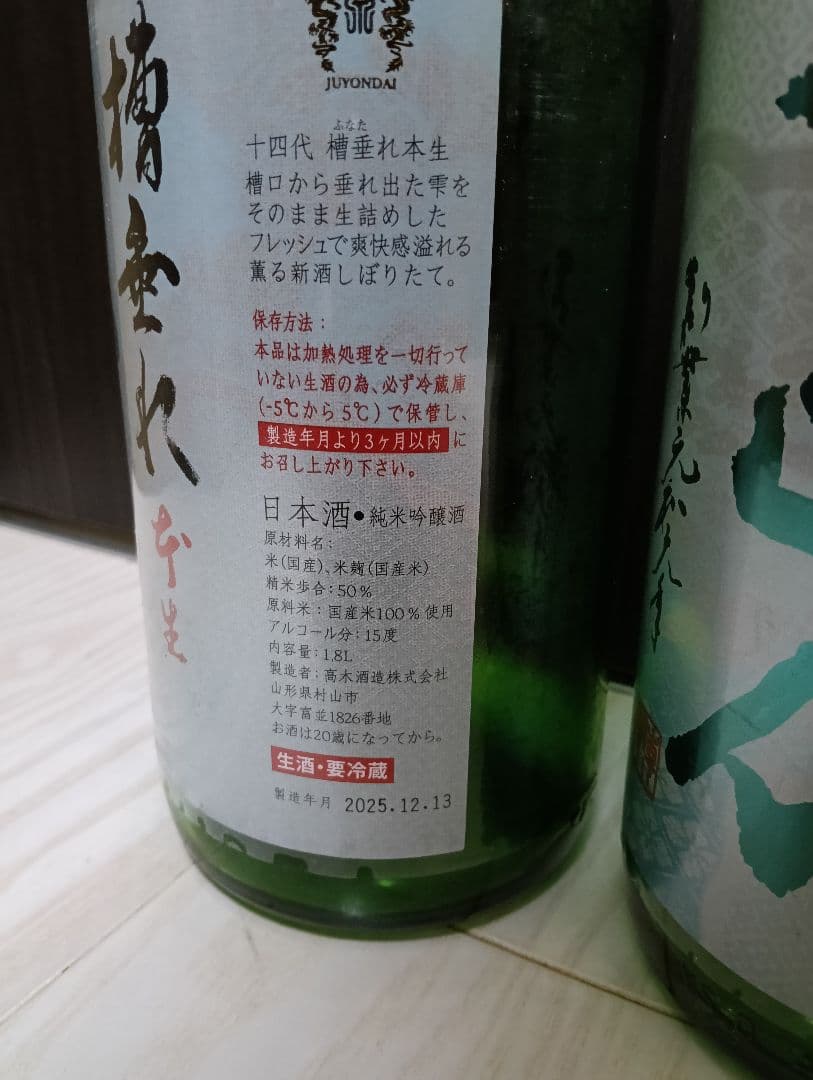 槽垂れ
本生
JUYONDAI
ふなた
十四代 槽垂れ本生
槽口から垂れ出た雫を
そのまま生詰めした
フレッシュで爽快感溢れる
薫る新酒しぼりたて。
保存方法：
本品は加熱処理を一切行って
いない生酒の為、必ず冷蔵庫
(-5℃から5℃)で保管し、
製造年月より3ヶ月以内に
お召し上がり下さい。
日本酒●純米吟醸酒
原材料名：
米(国産)、米麹(国産米)
精米歩合：50%
原料米：国産米100%使用
アルコール分：15度
内容量：1.8L
製造者：高木酒造株式会社
山形県村山市
大字富並1826番地
お酒は20歳になってから。
生酒・要冷蔵
製造年月 2025.12.13